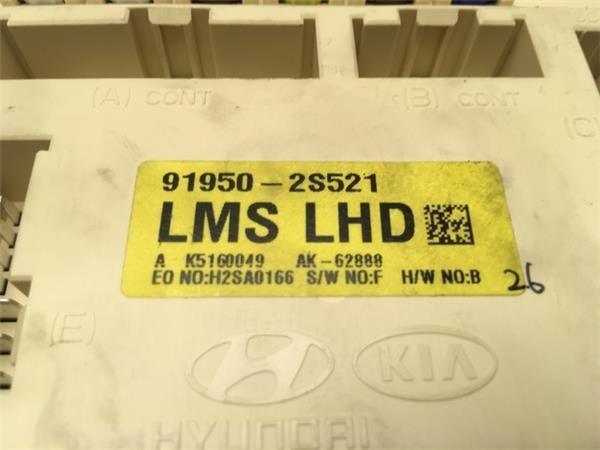 (A) CONT
(B) CONT
(C)
91950-2S521
LMS LHD
A K5160049 AK-62888
EO NO:H2SA0166 S/W NO:F H/W NO:B
26
(E)
KIA
HYUNDAI